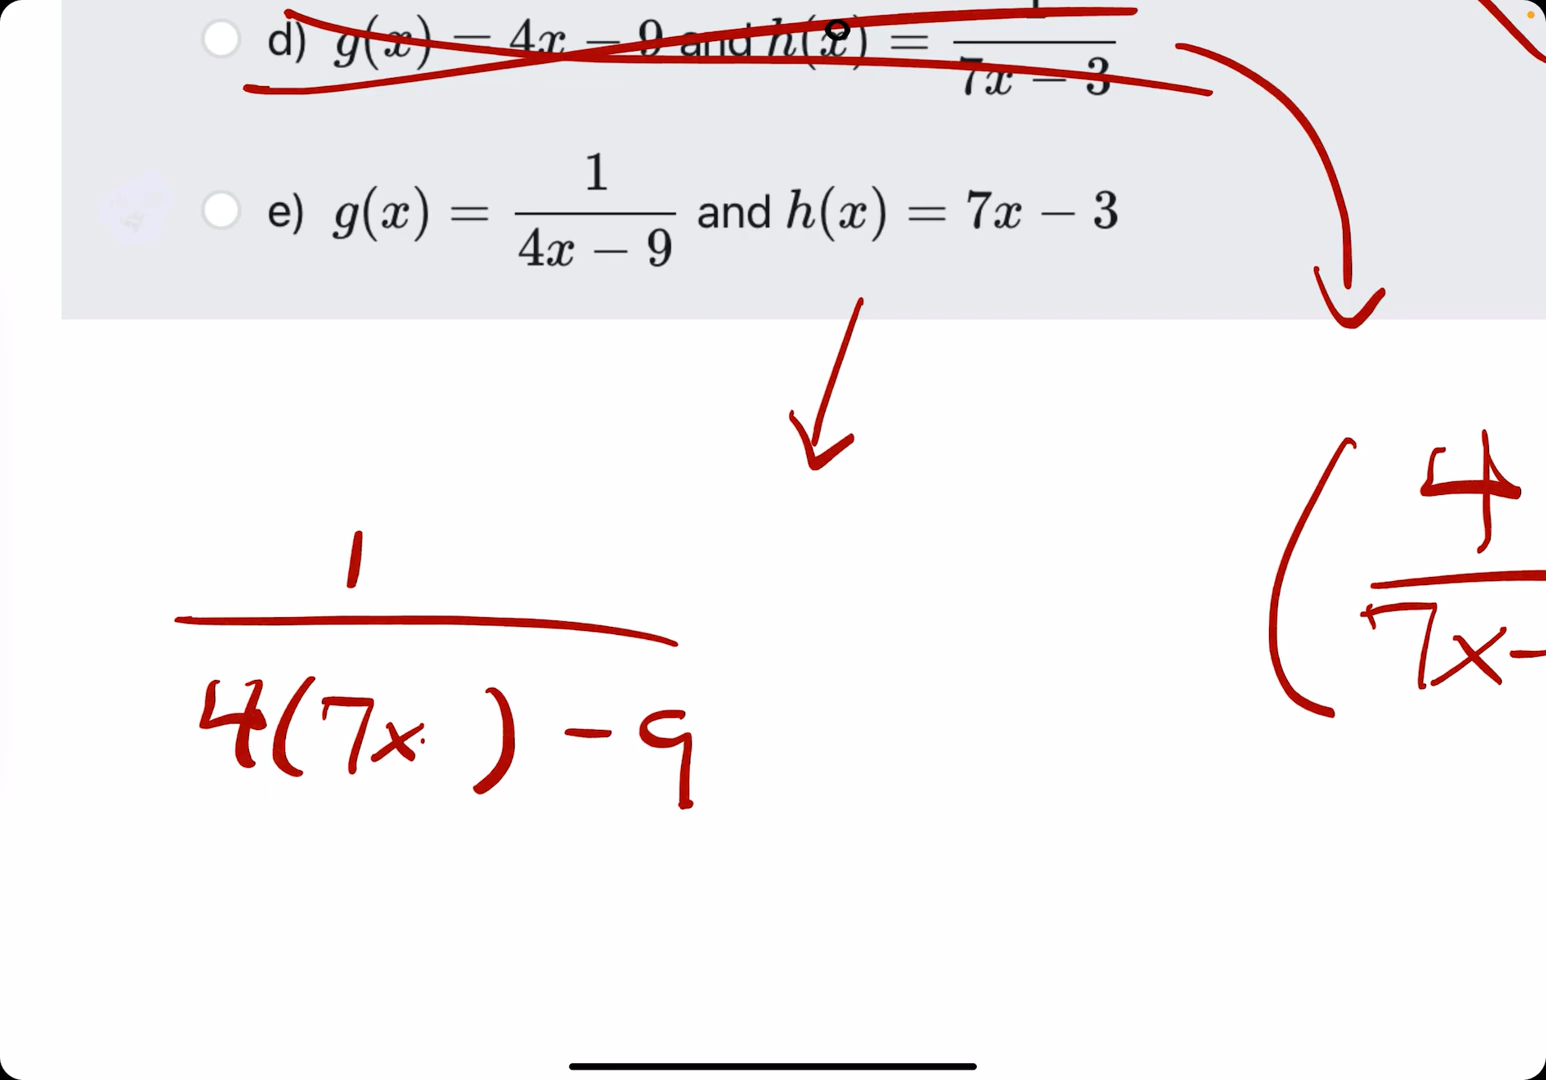 d) g(x) = 4x − 9 and h(x) = 1/(7x − 3)
e) g(x) = 1/(4x − 9) and h(x) = 7x − 3
1
4(7x ) - 9
( 4
7x-